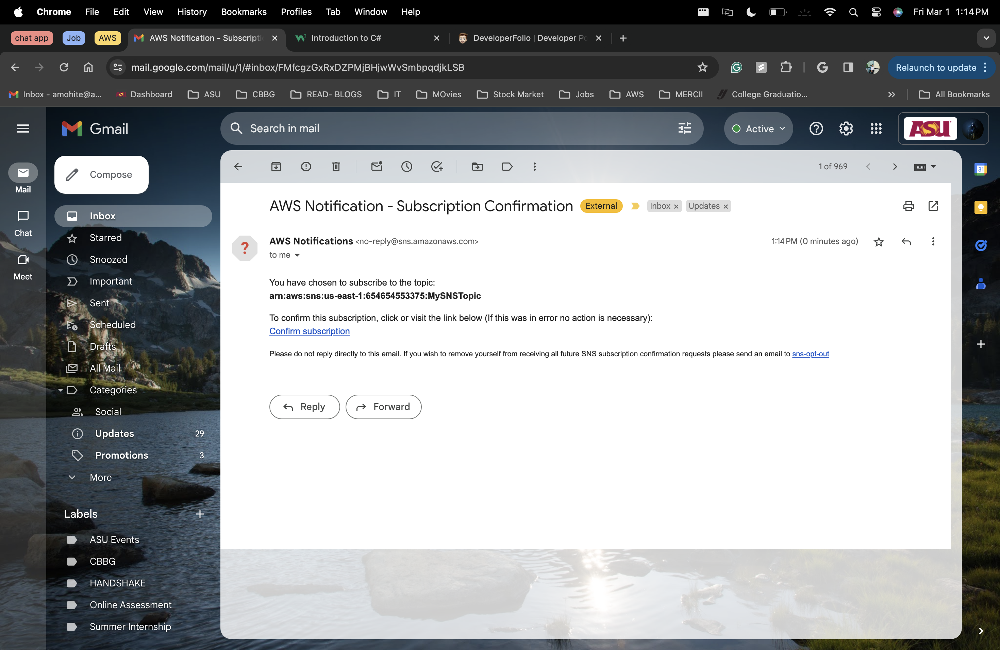 Chrome File Edit View History Bookmarks Profiles Tab Window Help Fri Mar 1 1:14 PM
chat app Job AWS AWS Notification - Subscripti Introduction to C# DeveloperFolio | Developer Po
mail.google.com/mail/u/1/#inbox/FMfcgzGxRxDZPMjBHjwWvSmbpqdjkLSB Relaunch to update
Inbox - amohite@a... Dashboard ASU CBBG READ- BLOGS IT MOvies Stock Market Jobs AWS MERCII College Graduatio... All Bookmarks
Gmail Search in mail Active ASU
Compose
1 of 969
31
Mail
Chat
Meet
Inbox
Starred
Snoozed
Important
Sent
Scheduled
Drafts
All Mail
Categories
Social
Updates 29
Promotions 3
More
Labels
ASU Events
CBBG
HANDSHAKE
Online Assessment
Summer Internship
AWS Notification - Subscription Confirmation External Inbox Updates
AWS Notifications <no-reply@sns.amazonaws.com> 1:14 PM (0 minutes ago)
to me
You have chosen to subscribe to the topic:
arn:aws:sns:us-east-1:654654553375:MySNSTopic
To confirm this subscription, click or visit the link below (If this was in error no action is necessary):
Confirm subscription
Please do not reply directly to this email. If you wish to remove yourself from receiving all future SNS subscription confirmation requests please send an email to sns-opt-out
Reply Forward